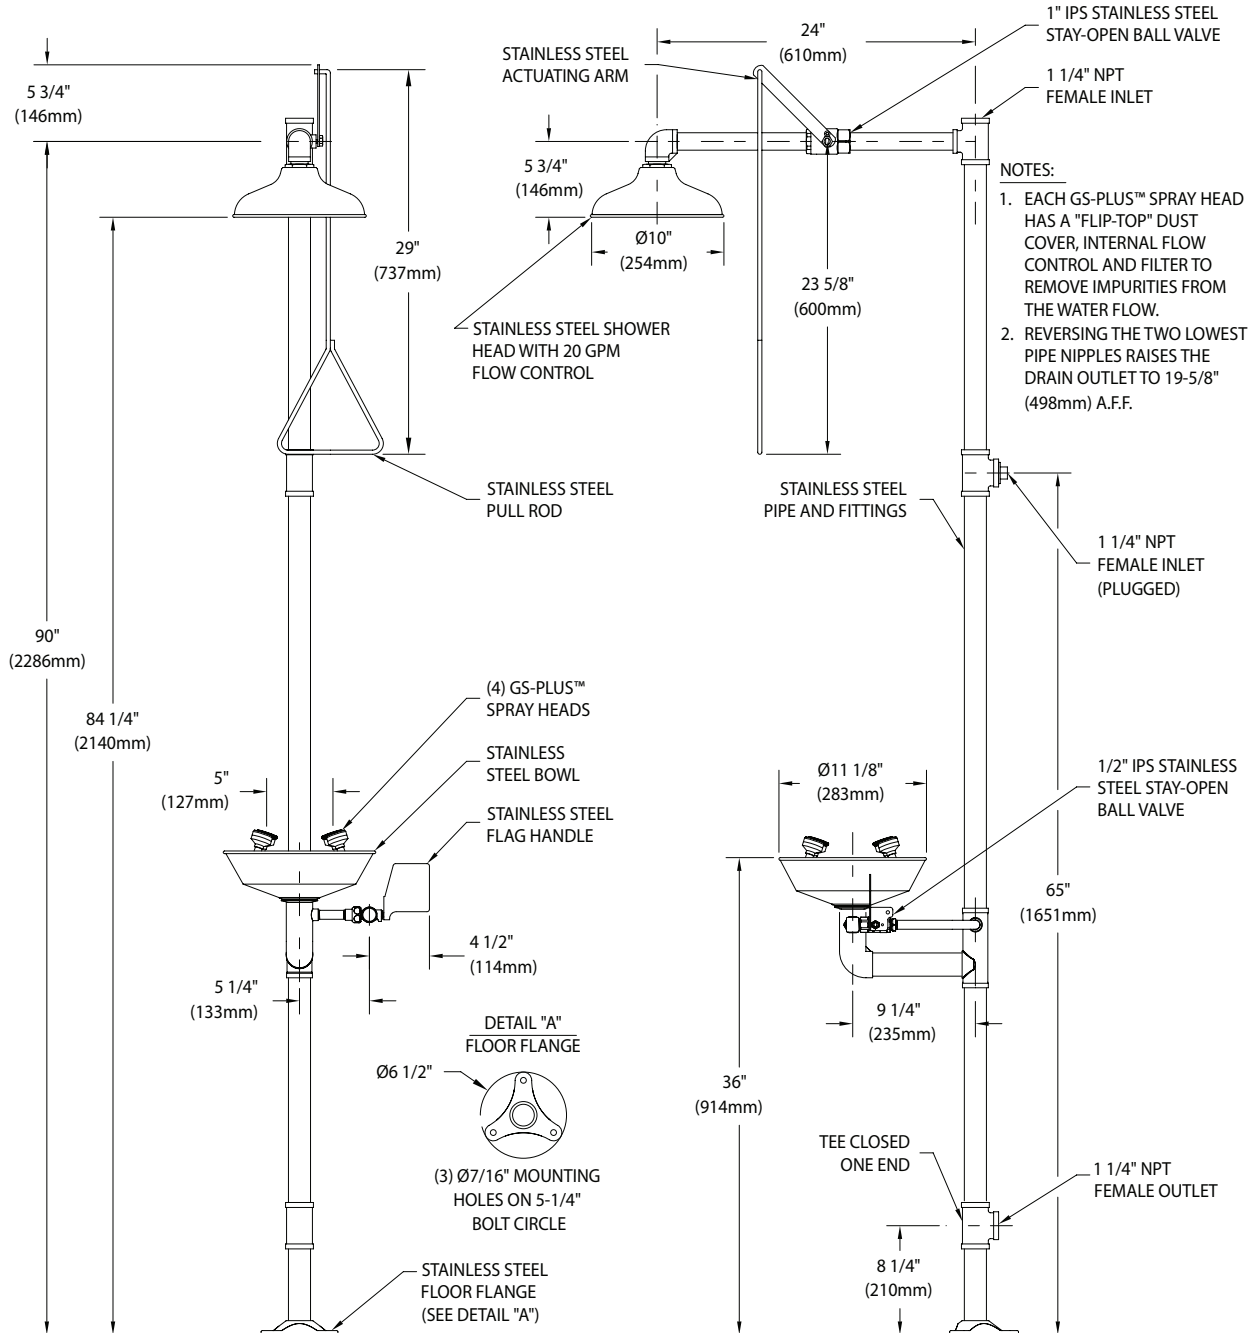 5 3/4"
(146mm)
90"
(2286mm)
84 1/4"
(2140mm)
29"
(737mm)
STAINLESS STEEL
ACTUATING ARM
24"
(610mm)
1" IPS STAINLESS STEEL
STAY-OPEN BALL VALVE
1 1/4" NPT
FEMALE INLET
5 3/4"
(146mm)
Ø10"
(254mm)
23 5/8"
(600mm)
STAINLESS STEEL SHOWER
HEAD WITH 20 GPM
FLOW CONTROL
NOTES:
1. EACH GS-PLUS™ SPRAY HEAD
HAS A "FLIP-TOP" DUST
COVER, INTERNAL FLOW
CONTROL AND FILTER TO
REMOVE IMPURITIES FROM
THE WATER FLOW.
2. REVERSING THE TWO LOWEST
PIPE NIPPLES RAISES THE
DRAIN OUTLET TO 19-5/8"
(498mm) A.F.F.
STAINLESS STEEL
PULL ROD
STAINLESS STEEL
PIPE AND FITTINGS
1 1/4" NPT
FEMALE INLET
(PLUGGED)
(4) GS-PLUS™
SPRAY HEADS
STAINLESS
STEEL BOWL
STAINLESS STEEL
FLAG HANDLE
5"
(127mm)
Ø11 1/8"
(283mm)
1/2" IPS STAINLESS
STEEL STAY-OPEN
BALL VALVE
65"
(1651mm)
4 1/2"
(114mm)
5 1/4"
(133mm)
9 1/4"
(235mm)
DETAIL "A"
FLOOR FLANGE
Ø6 1/2"
(3) Ø7/16" MOUNTING
HOLES ON 5-1/4"
BOLT CIRCLE
36"
(914mm)
TEE CLOSED
ONE END
1 1/4" NPT
FEMALE OUTLET
8 1/4"
(210mm)
STAINLESS STEEL
FLOOR FLANGE
(SEE DETAIL "A")